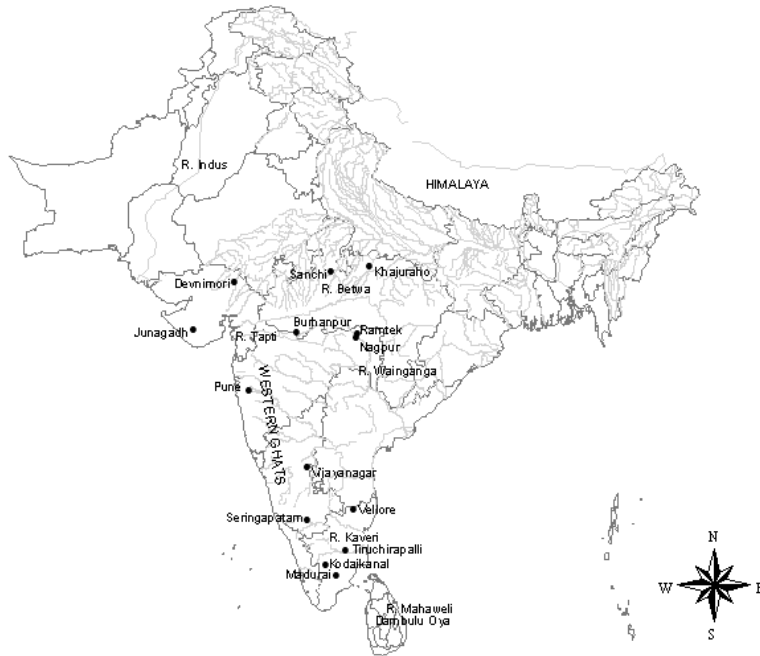 R. Indus
HIMALAYA
Khajuraho
Sanchi
Devnimori
R. Betwa
Burhanpur
Junagadh
R. Tapti
Ramtek
Nagpur
R. Wainganga
Pune
WESTERN GHATS
Vijayanagar
Vellore
Seringapatam
R. Kaveri
Tiruchirapalli
Kodaikanal
Madurai
R. Mahaweli
Dambulu Oya
N
W
E
S